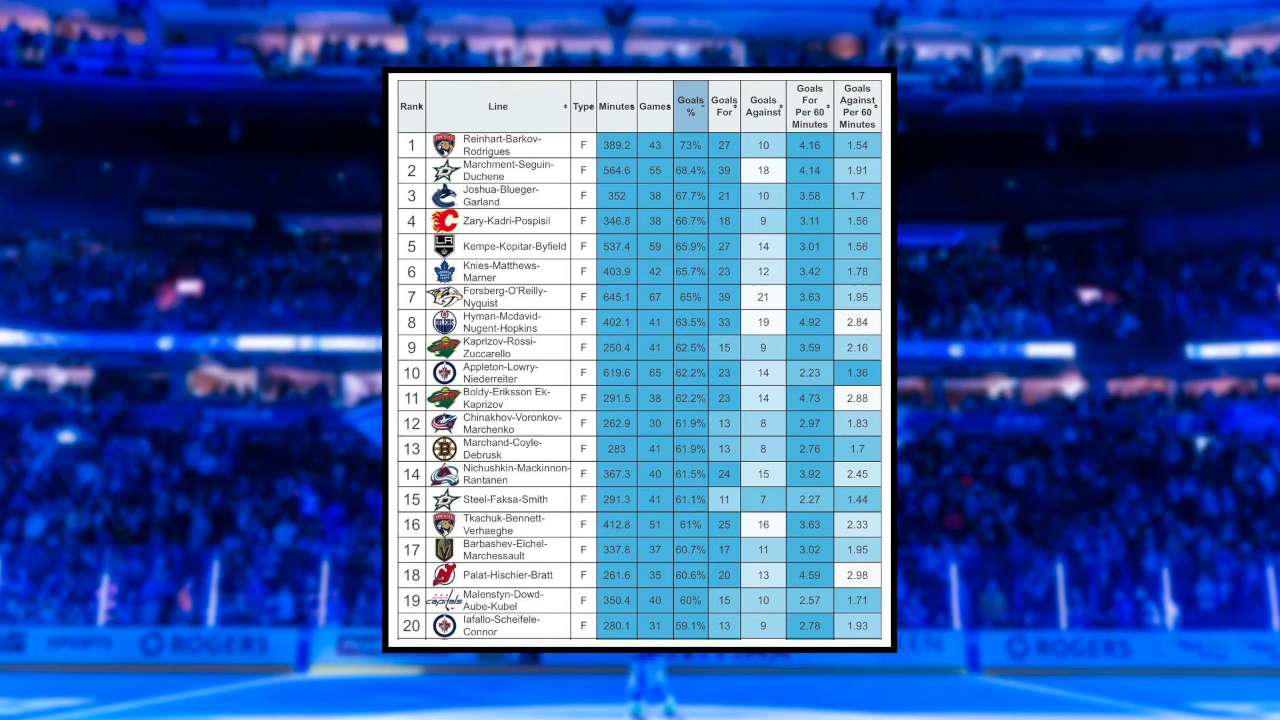 Rank Line Type Minutes Games Goals % Goals For Goals Against Goals For Per 60 Minutes Goals Against Per 60 Minutes
1 Reinhart-Barkov-Rodrigues F 389.2 43 73% 27 10 4.16 1.54
2 Marchment-Seguin-Duchene F 564.6 55 68.4% 39 18 4.14 1.91
3 Joshua-Blueger-Garland F 352 38 67.7% 21 10 3.58 1.7
4 Zary-Kadri-Pospisil F 346.8 38 66.7% 18 9 3.11 1.56
5 Kempe-Kopitar-Byfield F 537.4 59 65.9% 27 14 3.01 1.56
6 Knies-Matthews-Marner F 403.9 42 65.7% 23 12 3.42 1.78
7 Forsberg-O'Reilly-Nyquist F 645.1 67 65% 39 21 3.63 1.95
8 Hyman-Mcdavid-Nugent-Hopkins F 402.1 41 63.5% 33 19 4.92 2.84
9 Kaprizov-Rossi-Zuccarello F 250.4 41 62.5% 15 9 3.59 2.16
10 Appleton-Lowry-Niederreiter F 619.6 65 62.2% 23 14 2.23 1.36
11 Boldy-Eriksson Ek-Kaprizov F 291.5 38 62.2% 23 14 4.73 2.88
12 Chinakhov-Voronkov-Marchenko F 262.9 30 61.9% 13 8 2.97 1.83
13 Marchand-Coyle-Debrusk F 283 41 61.9% 13 8 2.76 1.7
14 Nichushkin-Mackinnon-Rantanen F 367.3 40 61.5% 24 15 3.92 2.45
15 Steel-Faksa-Smith F 291.3 41 61.1% 11 7 2.27 1.44
16 Tkachuk-Bennett-Verhaeghe F 412.8 51 61% 25 16 3.63 2.33
17 Barbashev-Eichel-Marchessault F 337.8 37 60.7% 17 11 3.02 1.95
18 Palat-Hischier-Bratt F 261.6 35 60.6% 20 13 4.59 2.98
19 capitals Malenstyn-Dowd-Aube-Kubel F 350.4 40 60% 15 10 2.57 1.71
20 Iafallo-Scheifele-Connor F 280.1 31 59.1% 13 9 2.78 1.93
SPORTS ROGERS ROGERS